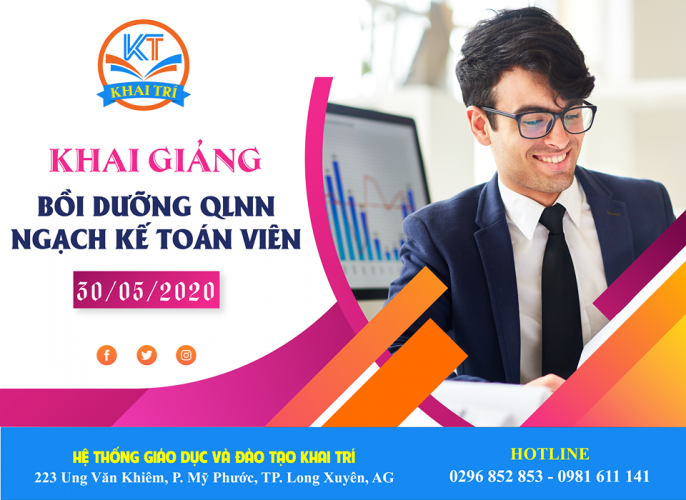 KT
KHAI TRÍ
KHAI GIẢNG
BỒI DƯỠNG QLNN
NGẠCH KẾ TOÁN VIÊN
30/05/2020
HỆ THỐNG GIÁO DỤC VÀ ĐÀO TẠO KHAI TRÍ
223 Ung Văn Khiêm, P. Mỹ Phước, TP. Long Xuyên, AG
HOTLINE
0296 852 853 - 0981 611 141